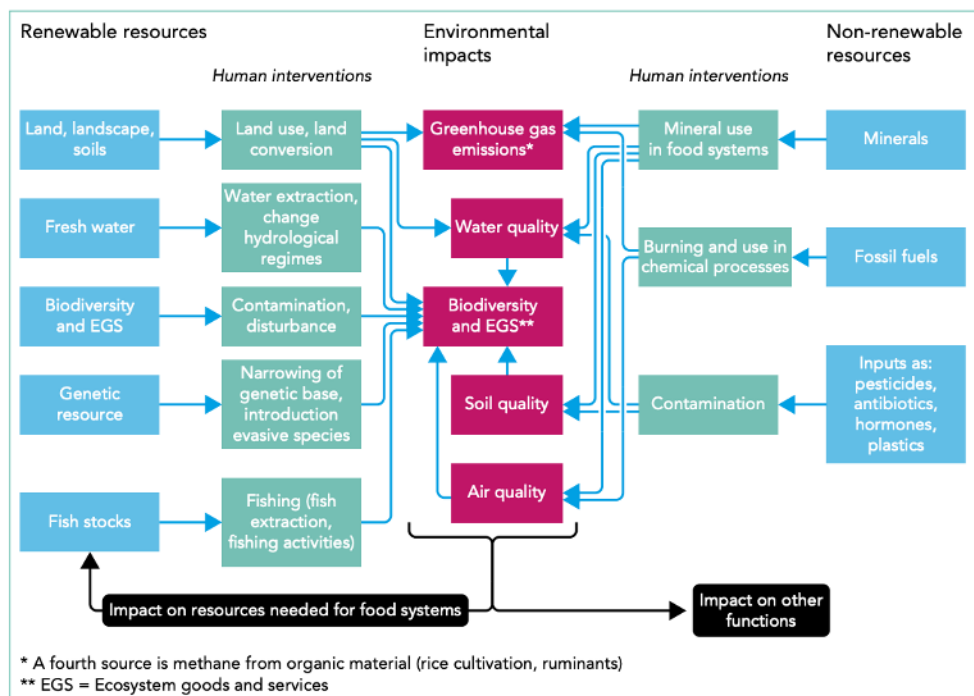 Renewable resources
Environmental
impacts
Non-renewable
resources
Human interventions
Human interventions
Land, landscape,
soils
Land use, land
conversion
Greenhouse gas
emissions*
Mineral use
in food systems
Minerals
Fresh water
Water extraction,
change
hydrological
regimes
Water quality
Burning and use in
chemical processes
Fossil fuels
Biodiversity
and EGS
Contamination,
disturbance
Biodiversity
and EGS**
Genetic
resource
Narrowing of
genetic base,
introduction
evasive species
Soil quality
Contamination
Inputs as:
pesticides,
antibiotics,
hormones,
plastics
Fish stocks
Fishing (fish
extraction,
fishing activities)
Air quality
Impact on resources needed for food systems
Impact on other
functions
* A fourth source is methane from organic material (rice cultivation, ruminants)
** EGS = Ecosystem goods and services